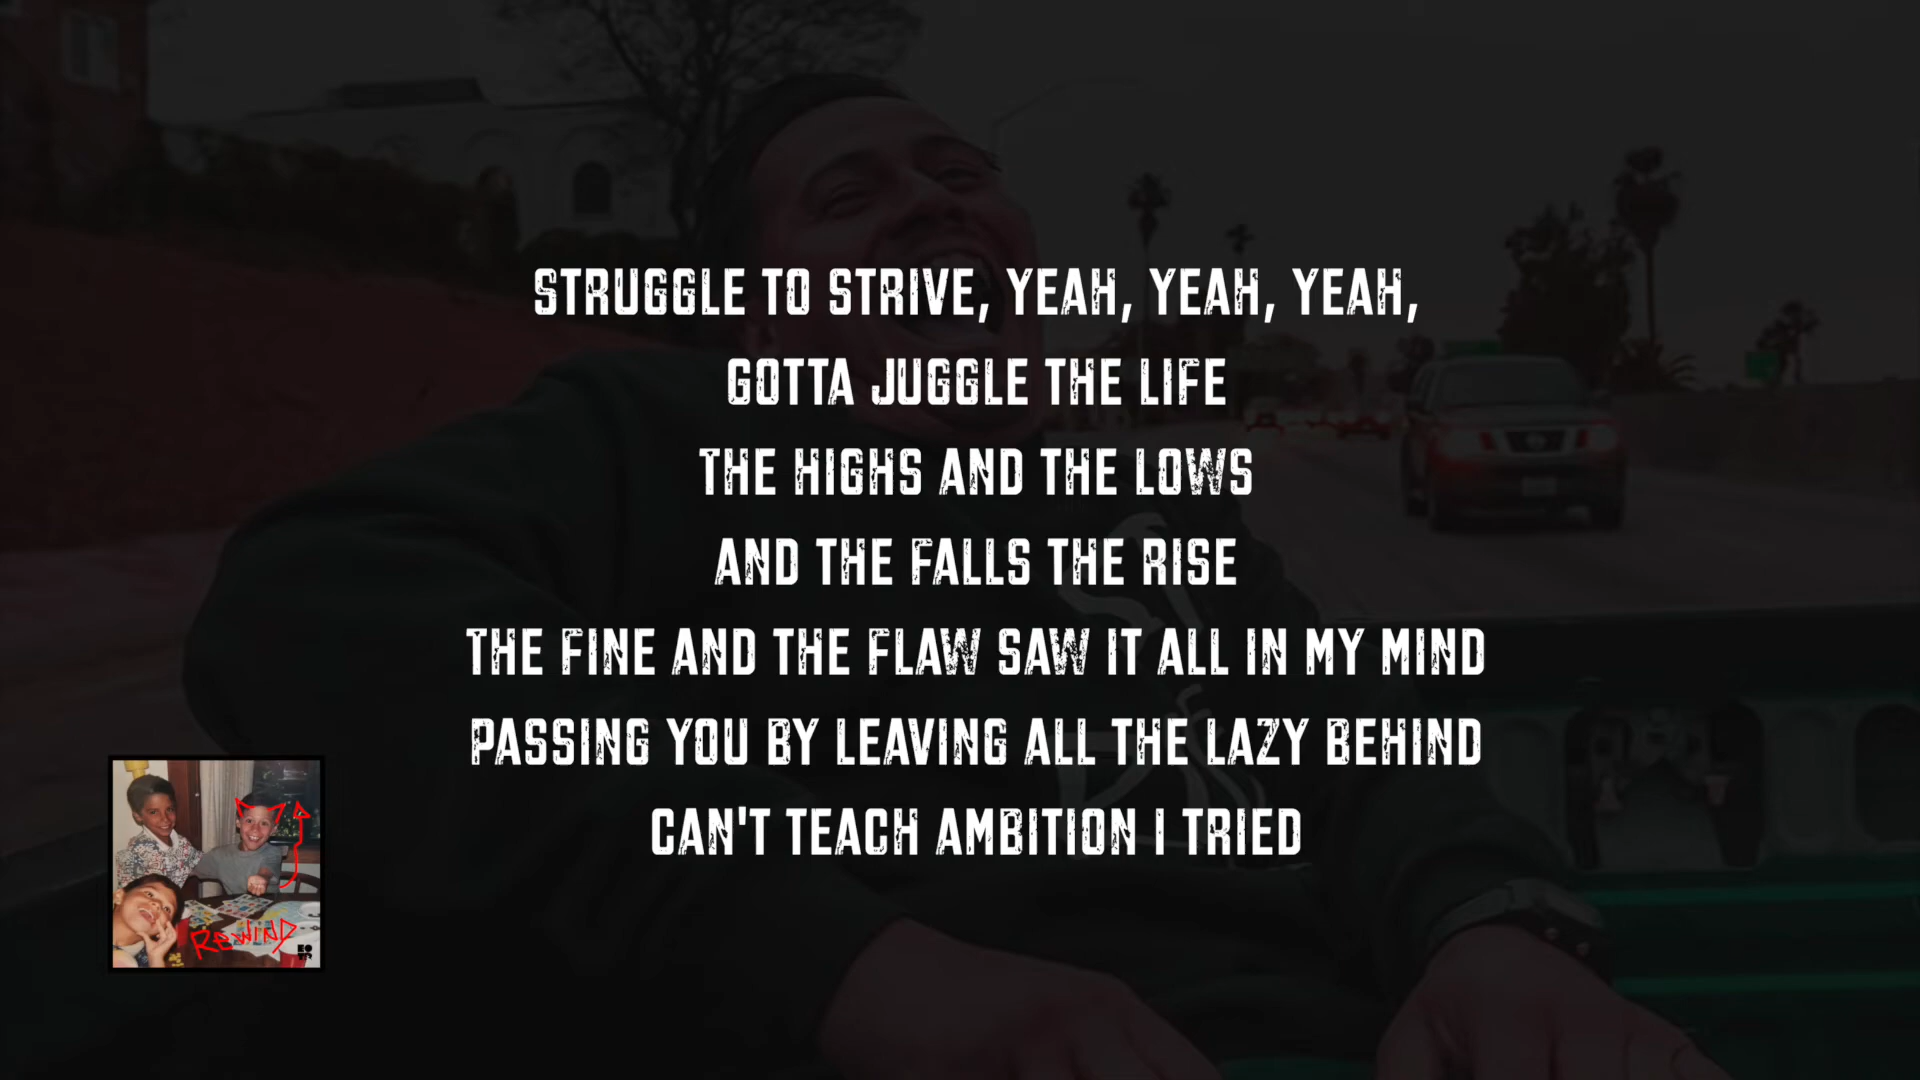 STRUGGLE TO STRIVE, YEAH, YEAH, YEAH,
GOTTA JUGGLE THE LIFE
THE HIGHS AND THE LOWS
AND THE FALLS THE RISE
THE FINE AND THE FLAW SAW IT ALL IN MY MIND
PASSING YOU BY LEAVING ALL THE LAZY BEHIND
CAN'T TEACH AMBITION I TRIED
REWIND